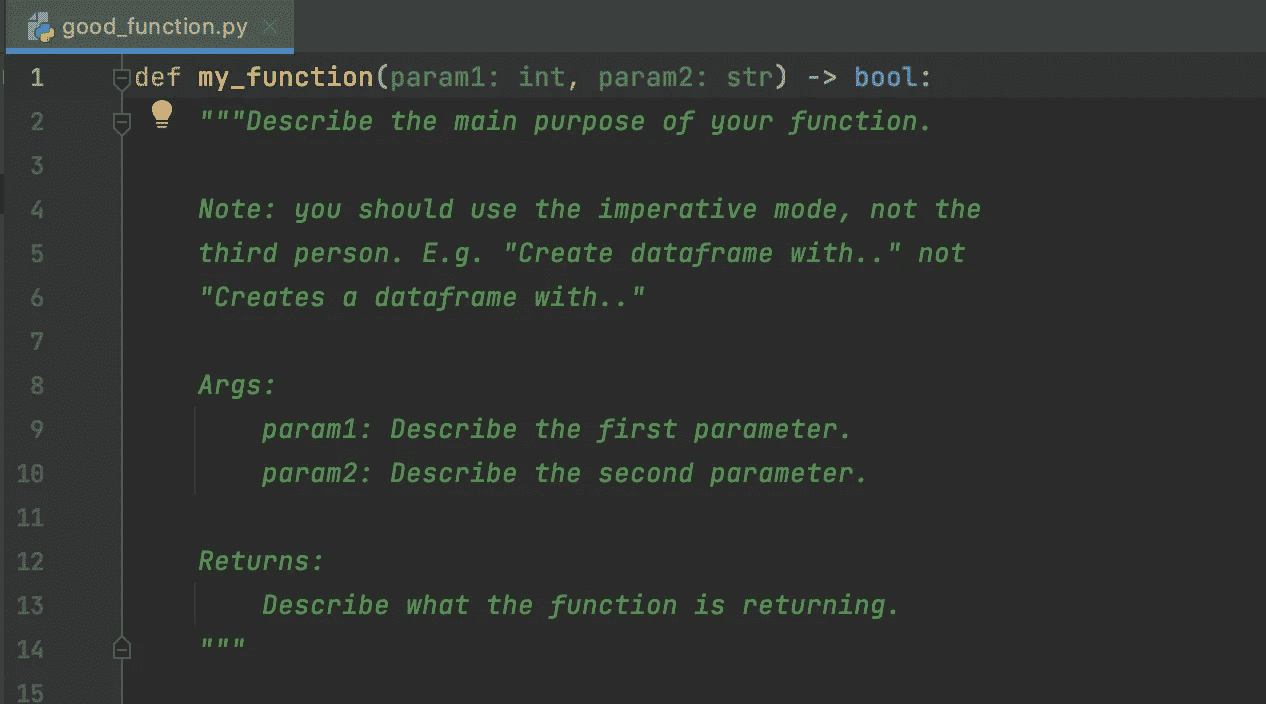 good_function.py
1 def my_function(param1: int, param2: str) -> bool:
2 """Describe the main purpose of your function.
3
4 Note: you should use the imperative mode, not the
5 third person. E.g. "Create dataframe with.." not
6 "Creates a dataframe with.."
7
8 Args:
9 param1: Describe the first parameter.
10 param2: Describe the second parameter.
11
12 Returns:
13 Describe what the function is returning.
14 """
15